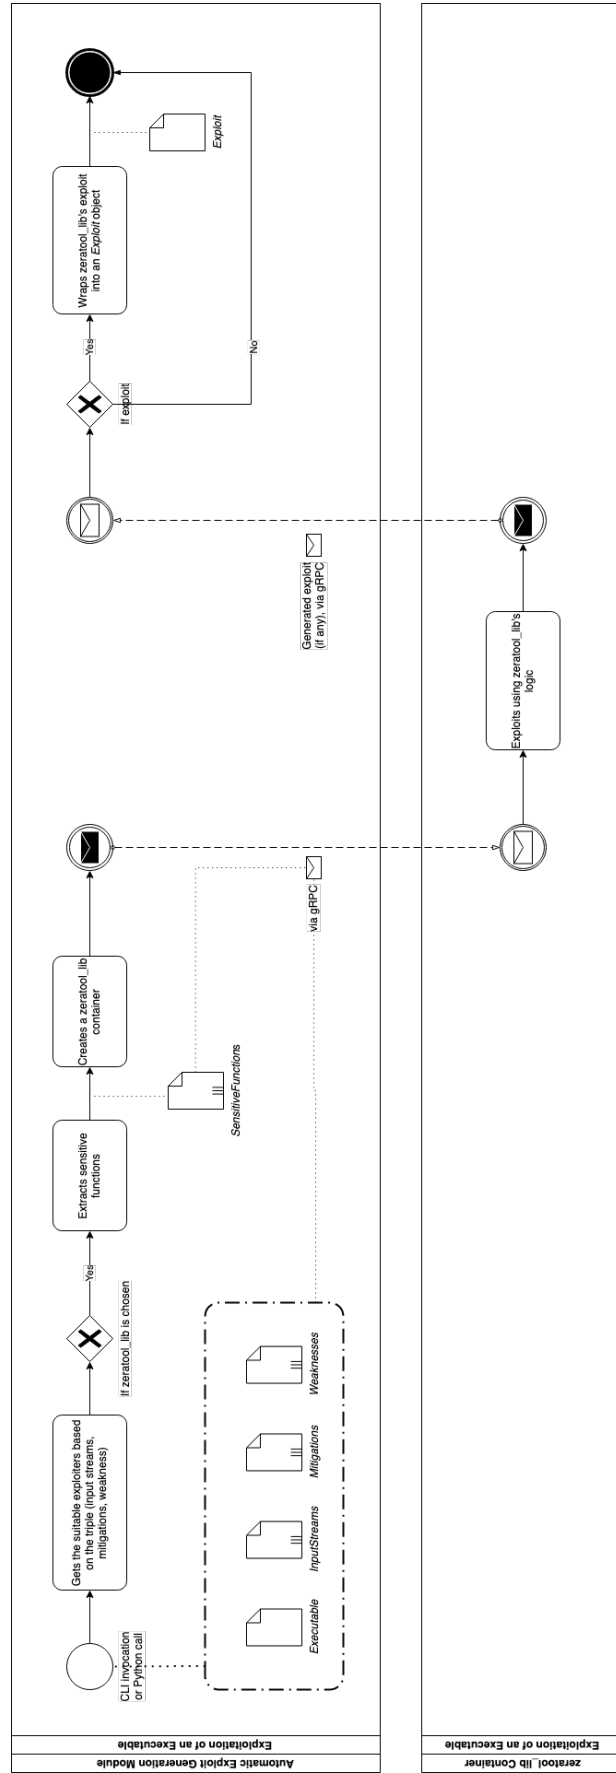 Automatic Exploit Generation Module
Exploitation of an Executable
CLI invocation
or Python call
Gets the suitable exploiters based
on the triple (input streams,
mitigations, weakness)
If zeratool_lib is chosen
Yes
Extracts sensitive
functions
Creates a zeratool_lib
container
SensitiveFunctions
Executable
InputStreams
Mitigations
Weaknesses
via gRPC
Generated exploit
(if any), via gRPC
If exploit
Yes
No
Wraps zeratool_lib's exploit
into an Exploit object
Exploit
zeratool_lib Container
Exploitation of an Executable
Exploits using zeratool_lib's
logic